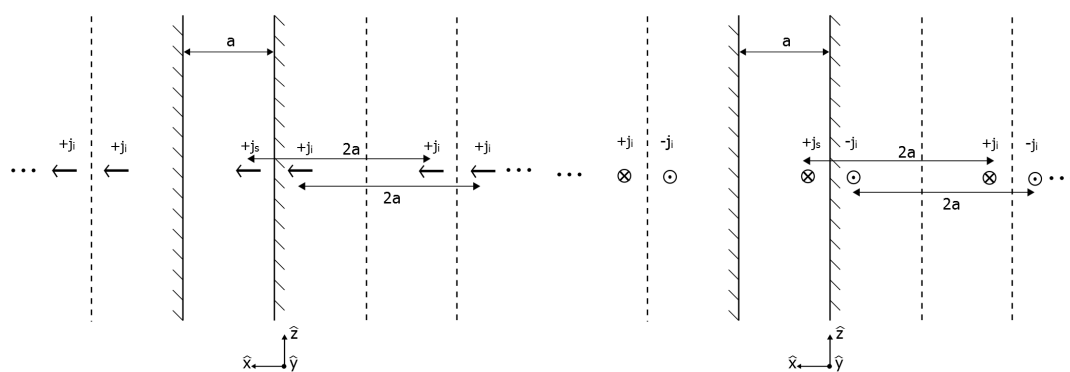 a
+jᵢ +jᵢ +jₛ +jᵢ 2a +jᵢ +jᵢ
2a
ẑ
x̂ ŷ
a
+jᵢ -jᵢ +jₛ -jᵢ 2a +jᵢ -jᵢ
2a
ẑ
x̂ ŷ